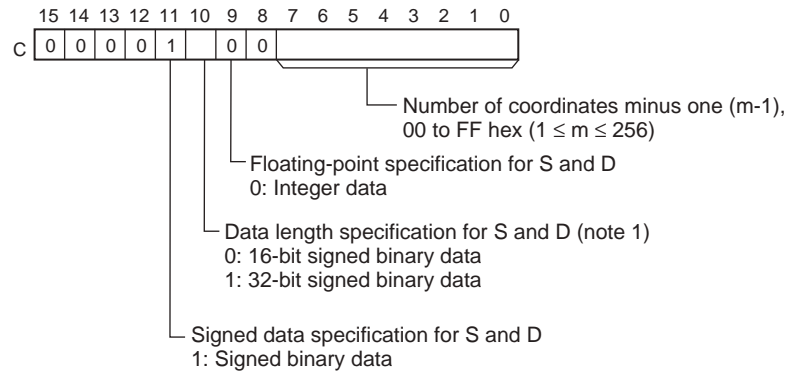 15 14 13 12 11 10 9 8 7 6 5 4 3 2 1 0
C 0 0 0 0 1 0 0
Number of coordinates minus one (m-1),
00 to FF hex (1 ≤ m ≤ 256)
Floating-point specification for S and D
0: Integer data
Data length specification for S and D (note 1)
0: 16-bit signed binary data
1: 32-bit signed binary data
Signed data specification for S and D
1: Signed binary data